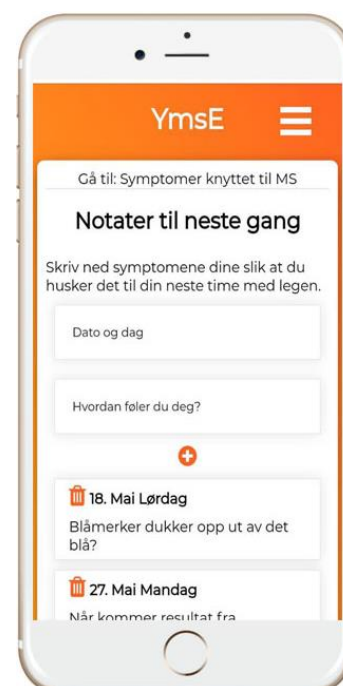 YmsE
Gå til: Symptomer knyttet til MS
Notater til neste gang
Skriv ned symptomene dine slik at du
husker det til din neste time med legen.
Dato og dag
Hvordan føler du deg?
18. Mai Lørdag
Blåmerker dukker opp ut av det
blå?
27. Mai Mandag
Når kommer resultat fra